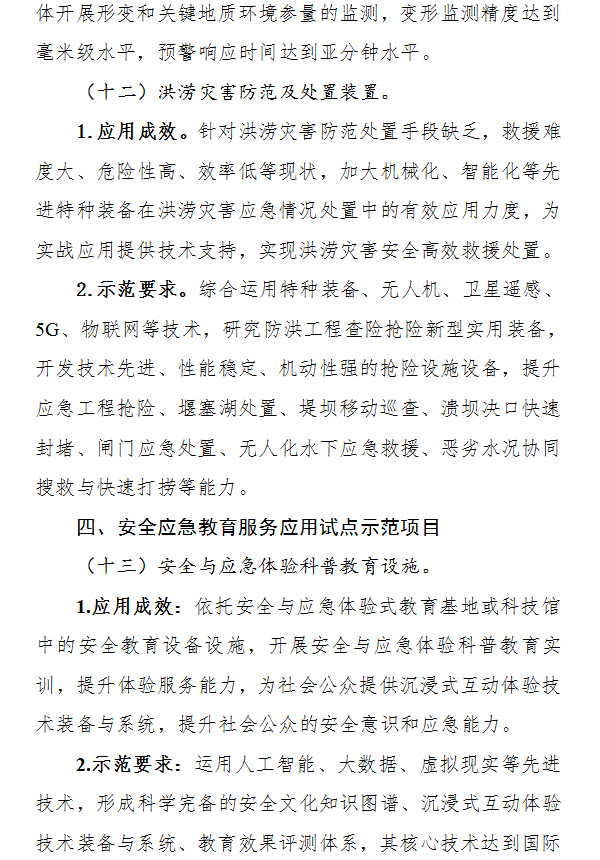 体开展形变和关键地质环境参量的监测，变形监测精度达到
毫米级水平，预警响应时间达到亚分钟水平。
（十二）洪涝灾害防范及处置装置。
1.应用成效。针对洪涝灾害防范处置手段缺乏，救援难
度大、危险性高、效率低等现状，加大机械化、智能化等先
进特种装备在洪涝灾害应急情况处置中的有效应用力度，为
实战应用提供技术支持，实现洪涝灾害安全高效救援处置。
2.示范要求。综合运用特种装备、无人机、卫星遥感、
5G、物联网等技术，研究防洪工程查险抢险新型实用装备，
开发技术先进、性能稳定、机动性强的抢险设施设备，提升
应急工程抢险、堰塞湖处置、堤坝移动巡查、溃坝决口快速
封堵、闸门应急处置、无人化水下应急救援、恶劣水况协同
搜救与快速打捞等能力。
四、安全应急教育服务应用试点示范项目
（十三）安全与应急体验科普教育设施。
1.应用成效：依托安全与应急体验式教育基地或科技馆
中的安全教育设备设施，开展安全与应急体验科普教育实
训，提升体验服务能力，为社会公众提供沉浸式互动体验技
术装备与系统，提升社会公众的安全意识和应急能力。
2.示范要求：运用人工智能、大数据、虚拟现实等先进
技术，形成科学完备的安全文化知识图谱、沉浸式互动体验
技术装备与系统、教育效果评测体系，其核心技术达到国际